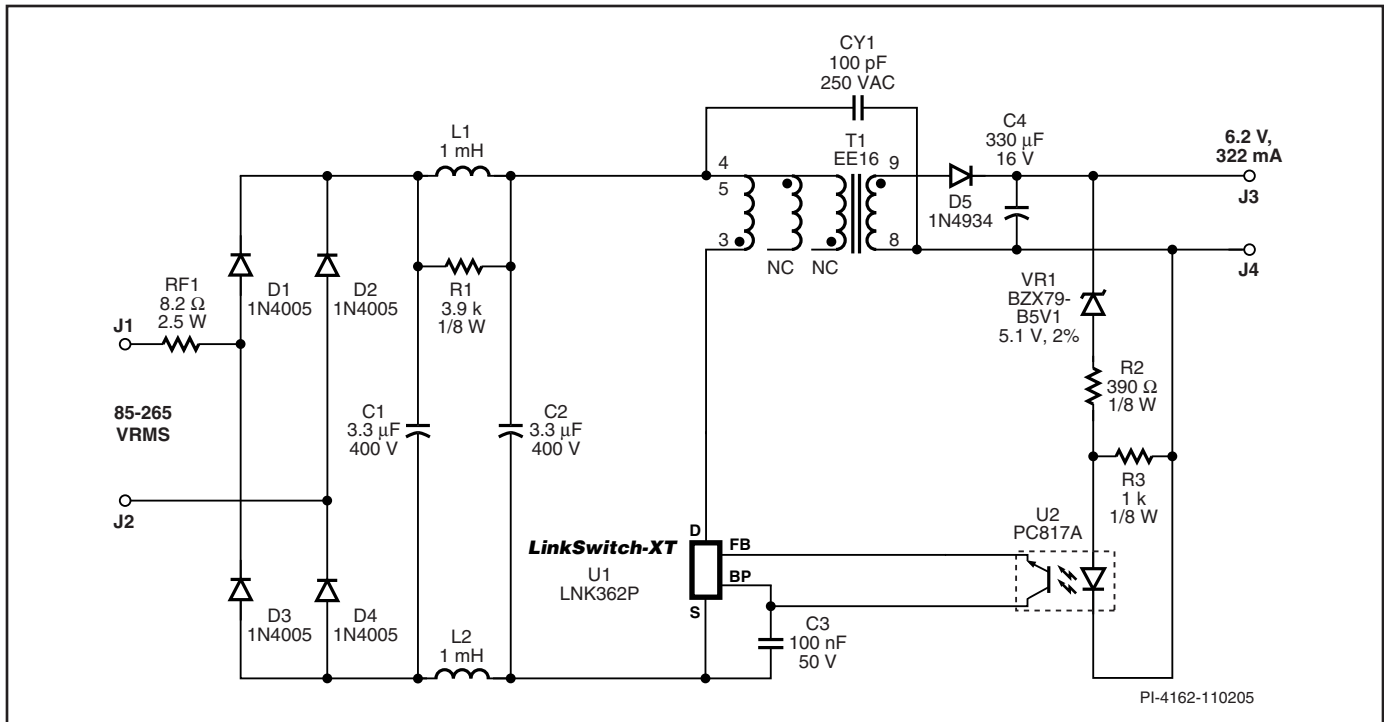 CY1
100 pF
250 VAC
L1
1 mH
T1
EE16
C4
330 µF
16 V
6.2 V,
322 mA
4
5
3
9
8
D5
1N4934
J3
J4
NC
NC
RF1
8.2 Ω
2.5 W
D1
1N4005
D2
1N4005
R1
3.9 k
1/8 W
VR1
BZX79-
B5V1
5.1 V, 2%
J1
R2
390 Ω
1/8 W
85-265
VRMS
C1
3.3 µF
400 V
C2
3.3 µF
400 V
R3
1 k
1/8 W
J2
D
LinkSwitch-XT
FB
U1
LNK362P
BP
S
U2
PC817A
D3
1N4005
D4
1N4005
L2
1 mH
C3
100 nF
50 V
PI-4162-110205